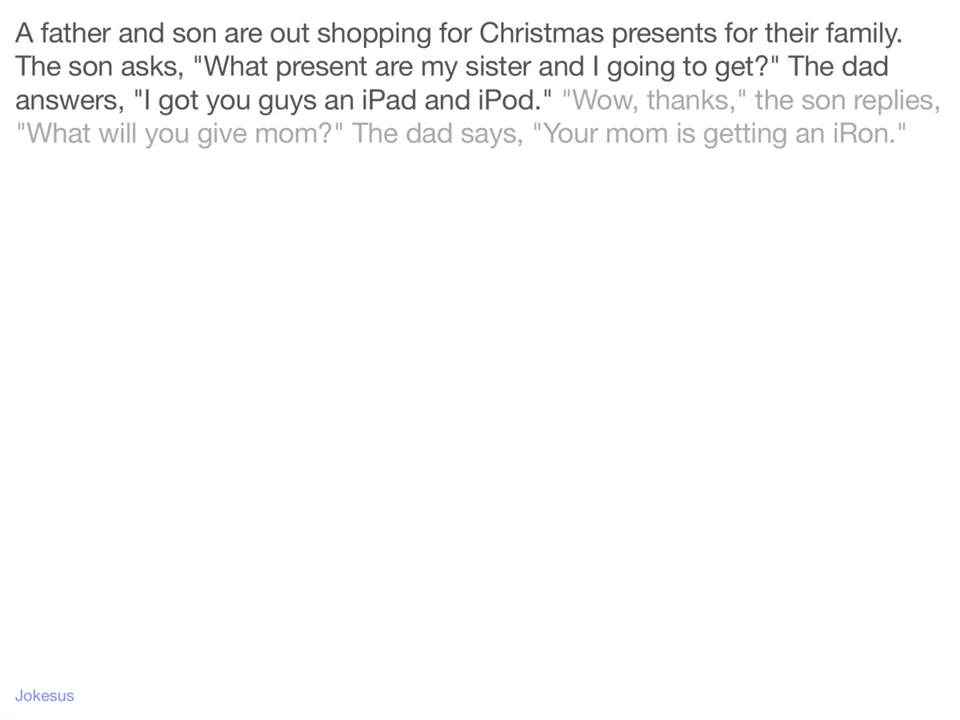 A father and son are out shopping for Christmas presents for their family.
The son asks, "What present are my sister and I going to get?" The dad
answers, "I got you guys an iPad and iPod." "Wow, thanks," the son replies,
"What will you give mom?" The dad says, "Your mom is getting an iRon."
Jokesus